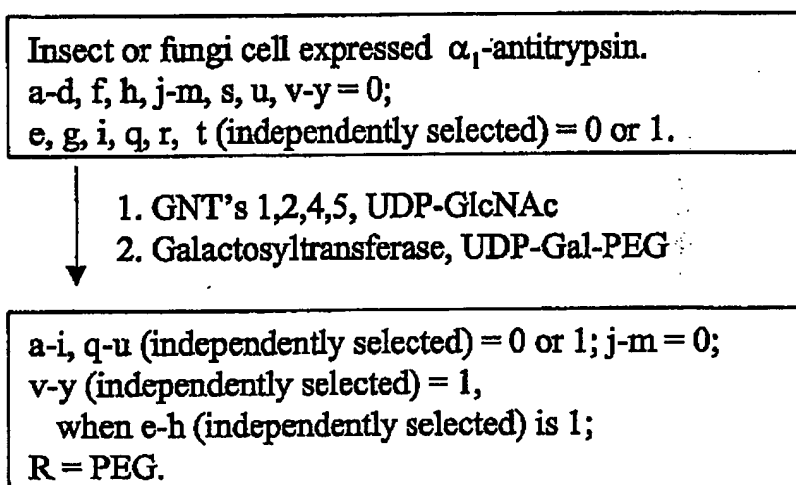 Insect or fungi cell expressed α₁-antitrypsin.
a-d, f, h, j-m, s, u, v-y = 0;
e, g, i, q, r, t (independently selected) = 0 or 1.
1. GNT's 1,2,4,5, UDP-GlcNAc
2. Galactosyltransferase, UDP-Gal-PEG
a-i, q-u (independently selected) = 0 or 1; j-m = 0;
v-y (independently selected) = 1,
when e-h (independently selected) is 1;
R = PEG.